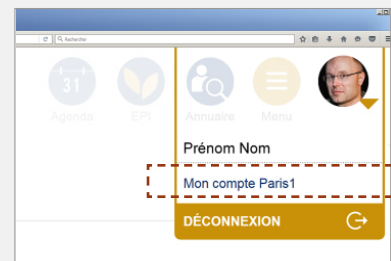 Rechercher
31
Agenda EPI Annuaire Menu
Prénom Nom
Mon compte Paris1
DÉCONNEXION